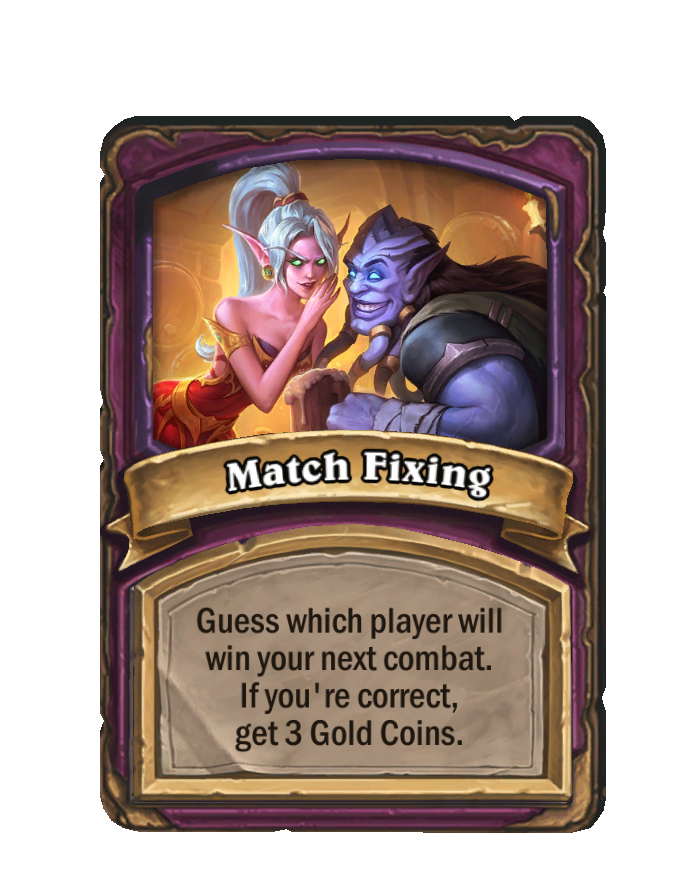 Match Fixing
Guess which player will
win your next combat.
If you're correct,
get 3 Gold Coins.